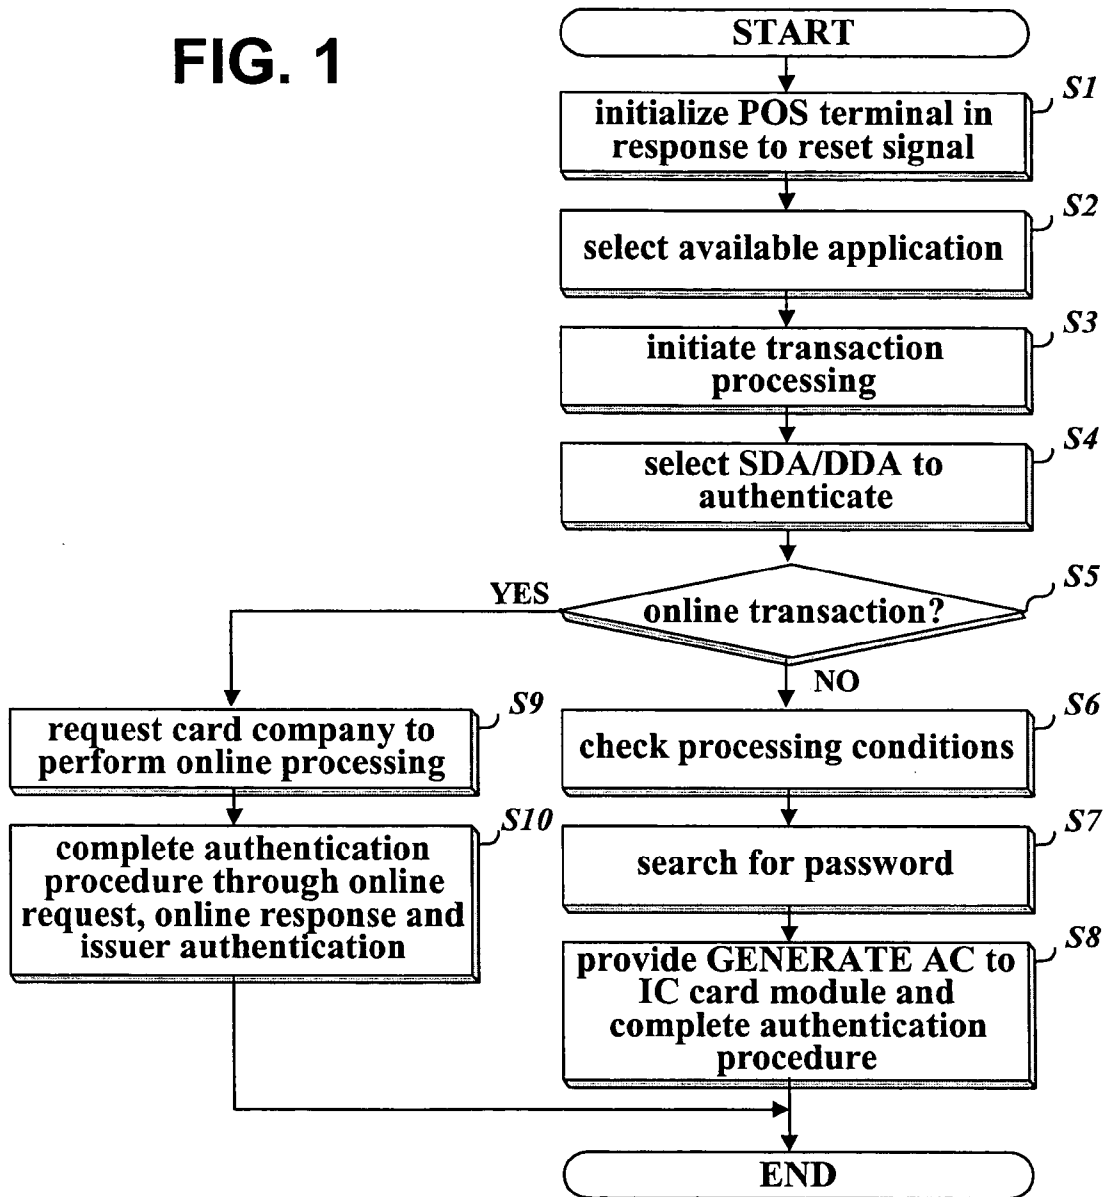 FIG. 1
START
S1
initialize POS terminal in
response to reset signal
S2
select available application
S3
initiate transaction
processing
S4
select SDA/DDA to
authenticate
S5
online transaction?
YES
NO
S9
request card company to
perform online processing
S6
check processing conditions
S10
complete authentication
procedure through online
request, online response and
issuer authentication
S7
search for password
S8
provide GENERATE AC to
IC card module and
complete authentication
procedure
END